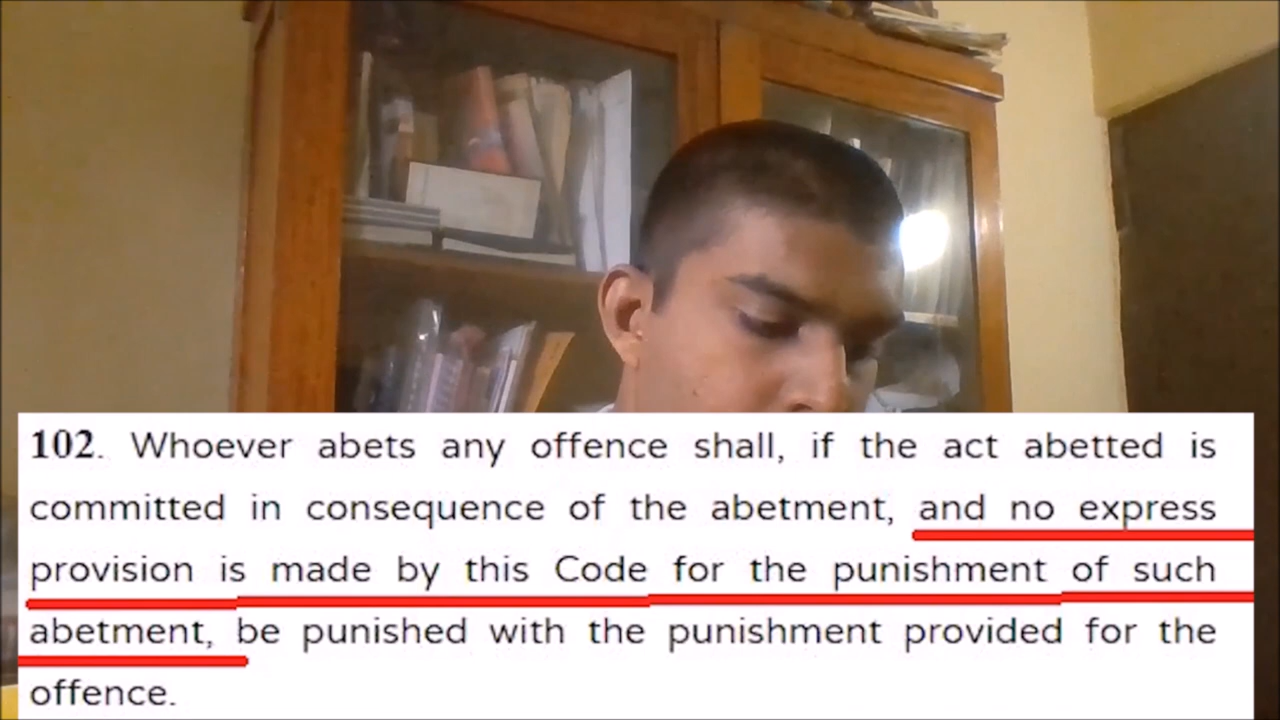 102. Whoever abets any offence shall, if the act abetted is
committed in consequence of the abetment, and no express
provision is made by this Code for the punishment of such
abetment, be punished with the punishment provided for the
offence.